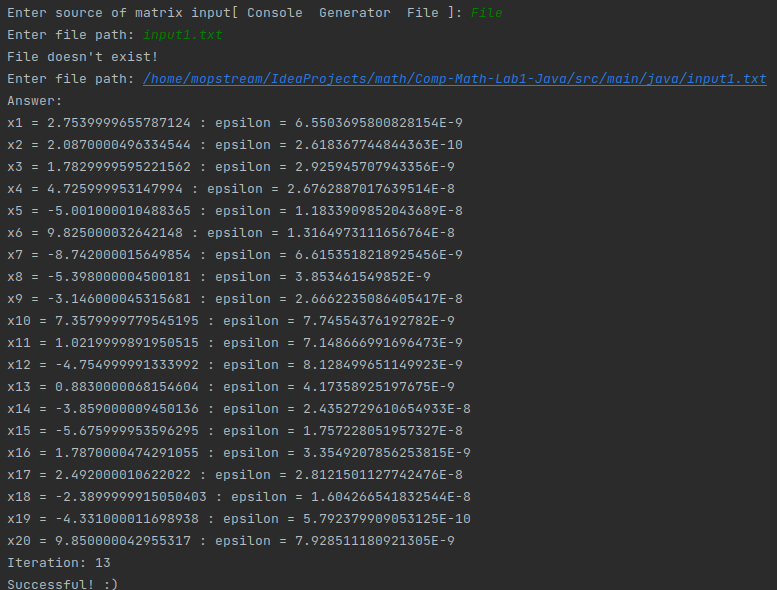 Enter source of matrix input[ Console  Generator  File ]: File
Enter file path: input1.txt
File doesn't exist!
Enter file path: /home/mopstream/IdeaProjects/math/Comp-Math-Lab1-Java/src/main/java/input1.txt
Answer:
x1 = 2.7539999655787124 : epsilon = 6.5503695800828154E-9
x2 = 2.0870000496334544 : epsilon = 2.618367744844363E-10
x3 = 1.7829999595221562 : epsilon = 2.925945707943356E-9
x4 = 4.725999953147994 : epsilon = 2.6762887017639514E-8
x5 = -5.001000010488365 : epsilon = 1.1833909852043689E-8
x6 = 9.825000032642148 : epsilon = 1.3164973111656764E-8
x7 = -8.742000015649854 : epsilon = 6.6153518218925456E-9
x8 = -5.398000004500181 : epsilon = 3.853461549852E-9
x9 = -3.146000045315681 : epsilon = 2.6662235086405417E-8
x10 = 7.3579999779545195 : epsilon = 7.74554376192782E-9
x11 = 1.0219999891950515 : epsilon = 7.148666991696473E-9
x12 = -4.754999991333992 : epsilon = 8.128499651149923E-9
x13 = 0.8830000068154604 : epsilon = 4.17358925197675E-9
x14 = -3.859000009450136 : epsilon = 2.4352729610654933E-8
x15 = -5.675999953596295 : epsilon = 1.757228051957327E-8
x16 = 1.7870000474291055 : epsilon = 3.3549207856253815E-9
x17 = 2.492000010622022 : epsilon = 2.8121501127742476E-8
x18 = -2.3899999915050403 : epsilon = 1.604266541832544E-8
x19 = -4.331000011698938 : epsilon = 5.792379909053125E-10
x20 = 9.850000042955317 : epsilon = 7.928511180921305E-9
Iteration: 13
Successful! :)